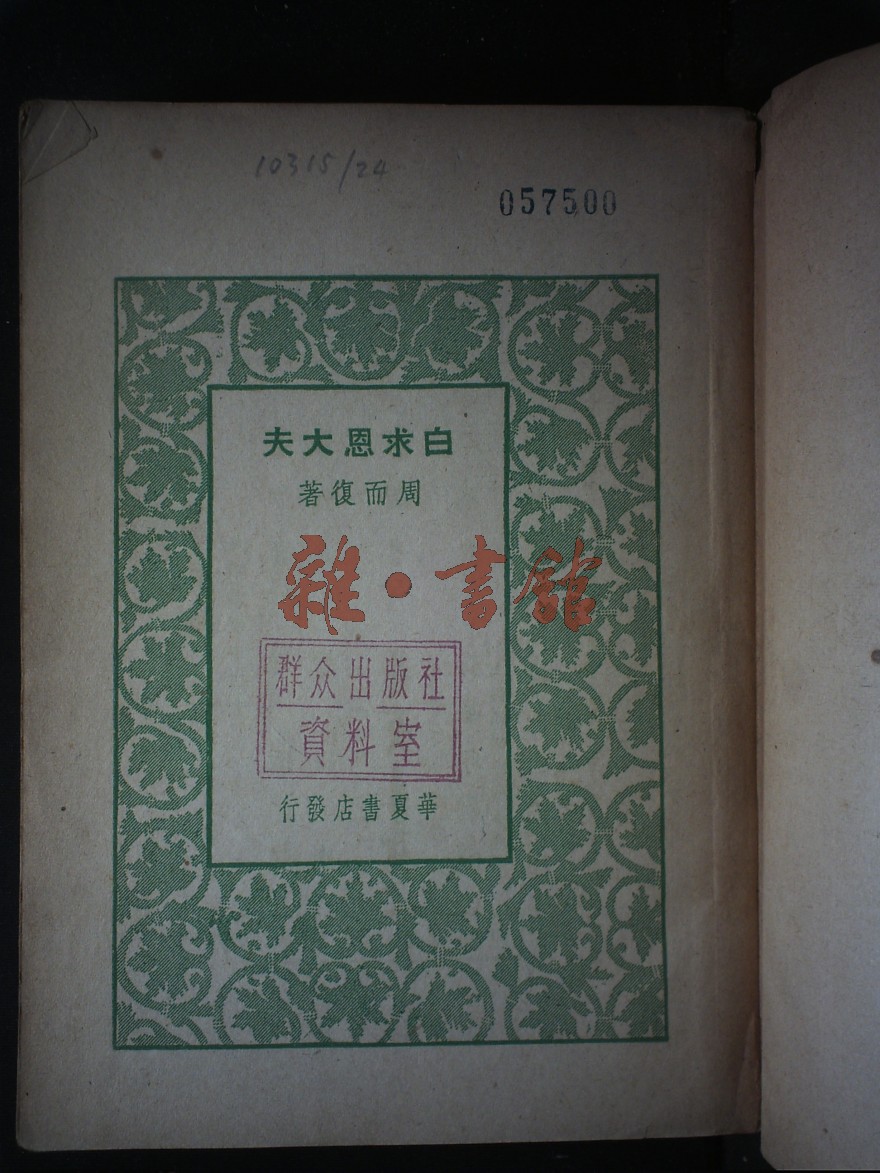 10315/24
057500
白求恩大夫
周而復著
雜·書館
群众出版社
資料室
華夏書店發行